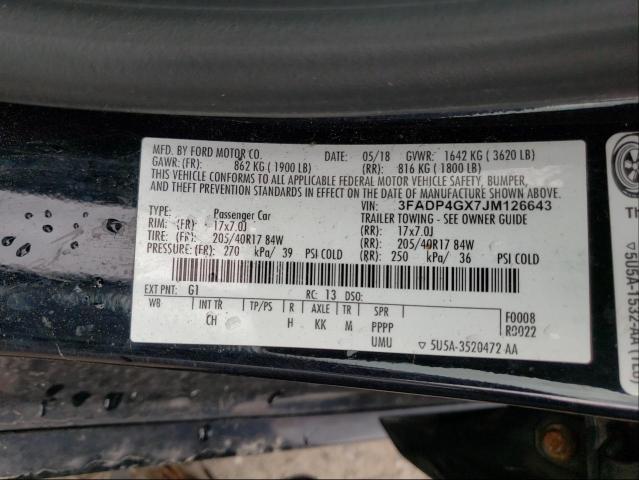 MFD. BY FORD MOTOR CO. 05/18 GVWR: 1642 KG ( 3620 LB)
GAWR: (FR): 862 KG ( 1900 LB) (RR): 816 KG ( 1800 LB)
THIS VEHICLE CONFORMS TO ALL APPLICABLE FEDERAL MOTOR VEHICLE SAFETY, BUMPER,
AND THEFT PREVENTION STANDARDS IN EFFECT ON THE DATE OF MANUFACTURE SHOWN ABOVE.
VIN: 3FADP4GX7JM126643
TYPE: Passenger Car TRAILER TOWING - SEE OWNER GUIDE
RIM: (FR) 17x7.0J (RR): 17x7.0J
TIRE: (FR): 205/40R17 84W (RR): 205/40R17 84W
PRESSURE: (FR) 270 kPa/ 39 PSI COLD (RR): 250 kPa/ 36 PSI COLD
EXT PNT: G1 RC: 13 DSO:
WB INT TR TP/PS R AXLE TR SPR F0008
CH H KK M PPPP R0022
UMU 5U5A-3520472 AA